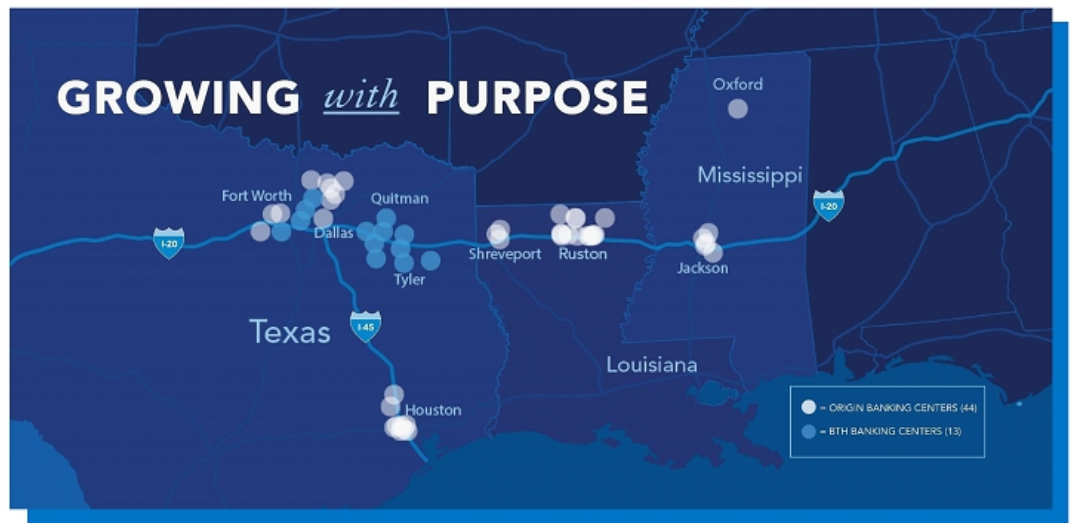 GROWING with PURPOSE
Oxford
Mississippi
Fort Worth
Quitman
I-20
I-20
Dallas
Shreveport
Ruston
Jackson
Tyler
Texas
I-45
Louisiana
Houston
= ORIGIN BANKING CENTERS (44)
= BTH BANKING CENTERS (13)